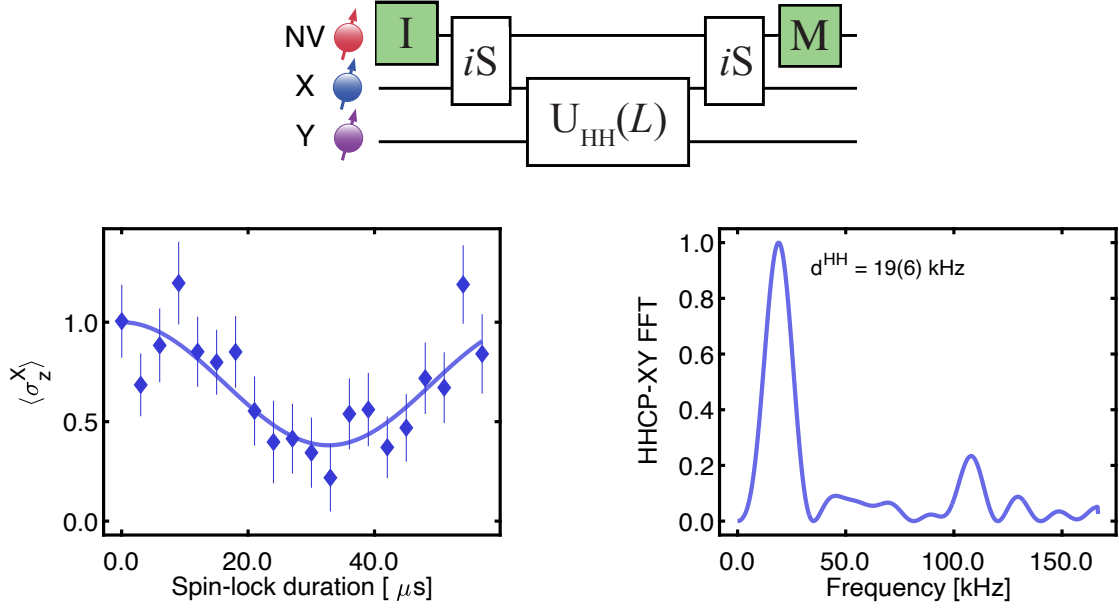 NV I iS iS M
X
U_HH(L)
Y
⟨σ_z^X⟩
1.0
0.5
0.0
0.0 20.0 40.0
Spin-lock duration [ μs]
HHCP-XY FFT
d^HH = 19(6) kHz
1.0
0.8
0.6
0.4
0.2
0.0
0.0 50.0 100.0 150.0
Frequency [kHz]